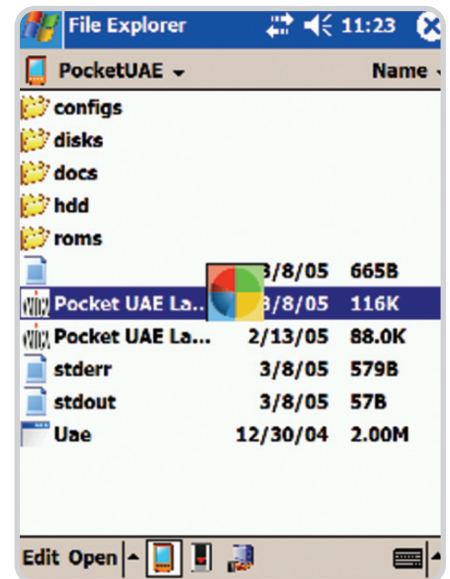 File Explorer 11:23
PocketUAE Name
configs
disks
docs
hdd
roms
3/8/05 665B
Pocket UAE La... 3/8/05 116K
Pocket UAE La... 2/13/05 88.0K
stderr 3/8/05 579B
stdout 3/8/05 57B
Uae 12/30/04 2.00M
Edit Open